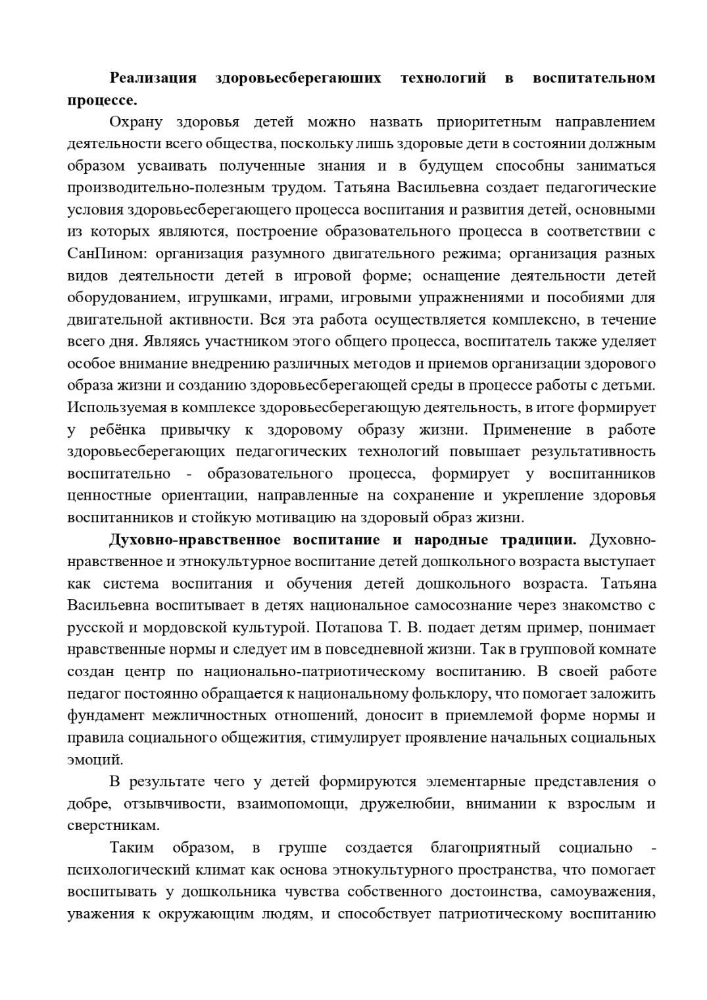 Реализация здоровьесберегаюших технологий в воспитательном
процессе.
Охрану здоровья детей можно назвать приоритетным направлением
деятельности всего общества, поскольку лишь здоровые дети в состоянии должным
образом усваивать полученные знания и в будущем способны заниматься
производительно-полезным трудом. Татьяна Васильевна создает педагогические
условия здоровьесберегающего процесса воспитания и развития детей, основными
из которых являются, построение образовательного процесса в соответствии с
СанПином: организация разумного двигательного режима; организация разных
видов деятельности детей в игровой форме; оснащение деятельности детей
оборудованием, игрушками, играми, игровыми упражнениями и пособиями для
двигательной активности. Вся эта работа осуществляется комплексно, в течение
всего дня. Являясь участником этого общего процесса, воспитатель также уделяет
особое внимание внедрению различных методов и приемов организации здорового
образа жизни и созданию здоровьесберегающей среды в процессе работы с детьми.
Используемая в комплексе здоровьесберегающую деятельность, в итоге формирует
у ребёнка привычку к здоровому образу жизни. Применение в работе
здоровьесберегающих педагогических технологий повышает результативность
воспитательно - образовательного процесса, формирует у воспитанников
ценностные ориентации, направленные на сохранение и укрепление здоровья
воспитанников и стойкую мотивацию на здоровый образ жизни.
Духовно-нравственное воспитание и народные традиции. Духовно-
нравственное и этнокультурное воспитание детей дошкольного возраста выступает
как система воспитания и обучения детей дошкольного возраста. Татьяна
Васильевна воспитывает в детях национальное самосознание через знакомство с
русской и мордовской культурой. Потапова Т. В. подает детям пример, понимает
нравственные нормы и следует им в повседневной жизни. Так в групповой комнате
создан центр по национально-патриотическому воспитанию. В своей работе
педагог постоянно обращается к национальному фольклору, что помогает заложить
фундамент межличностных отношений, доносит в приемлемой форме нормы и
правила социального общежития, стимулирует проявление начальных социальных
эмоций.
В результате чего у детей формируются элементарные представления о
добре, отзывчивости, взаимопомощи, дружелюбии, внимании к взрослым и
сверстникам.
Таким образом, в группе создается благоприятный социально -
психологический климат как основа этнокультурного пространства, что помогает
воспитывать у дошкольника чувства собственного достоинства, самоуважения,
уважения к окружающим людям, и способствует патриотическому воспитанию